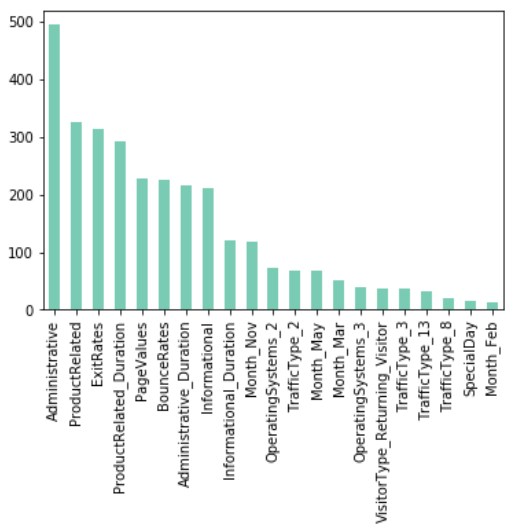 500
400
300
200
100
0
Administrative
ProductRelated
ExitRates
ProductRelated_Duration
PageValues
BounceRates
Administrative_Duration
Informational
Informational_Duration
Month_Nov
OperatingSystems_2
TrafficType_2
Month_May
Month_Mar
OperatingSystems_3
VisitorType_Returning_Visitor
TrafficType_3
TrafficType_13
TrafficType_8
SpecialDay
Month_Feb